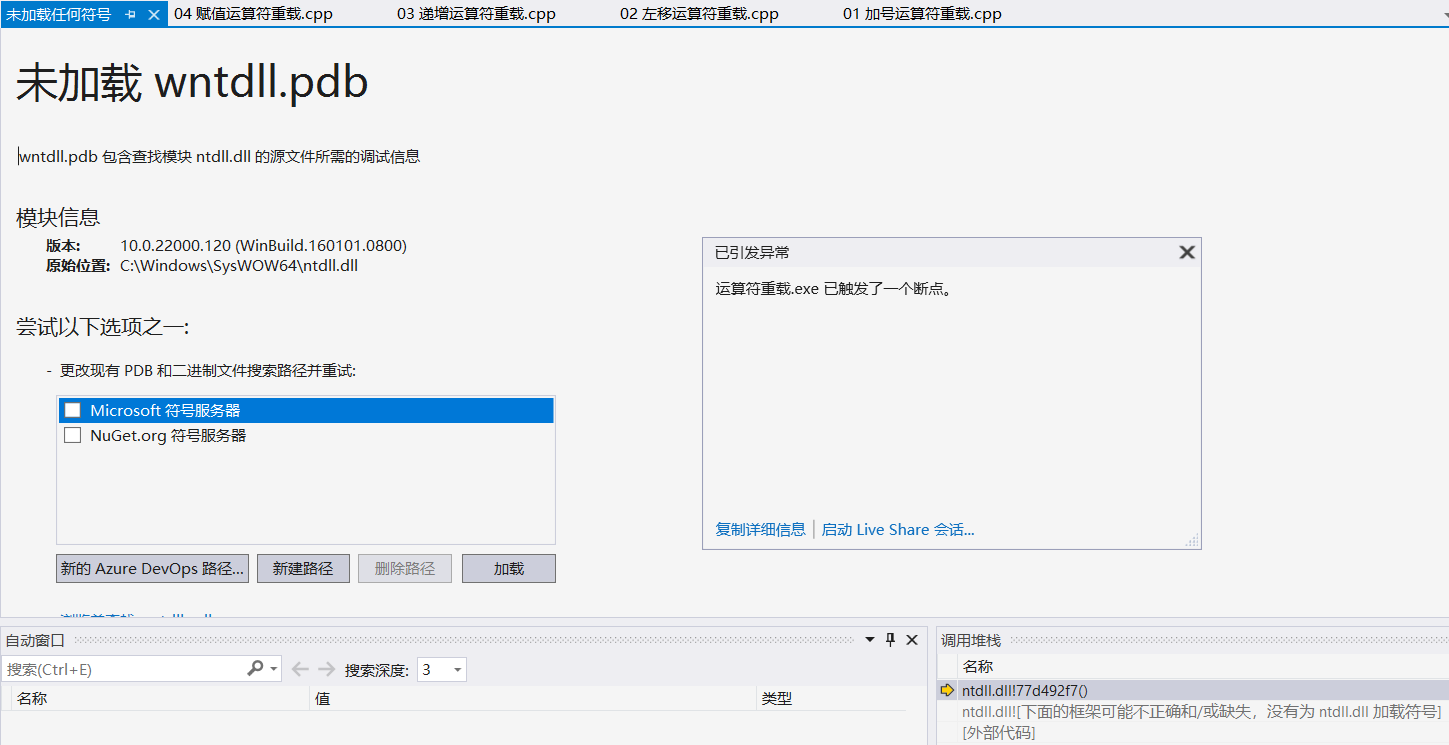 未加载任何符号 04 赋值运算符重载.cpp 03 递增运算符重载.cpp 02 左移运算符重载.cpp 01 加号运算符重载.cpp
未加载 wntdll.pdb
wntdll.pdb 包含查找模块 ntdll.dll 的源文件所需的调试信息
模块信息
版本: 10.0.22000.120 (WinBuild.160101.0800)
原始位置: C:\Windows\SysWOW64\ntdll.dll
已引发异常
运算符重载.exe 已触发了一个断点。
复制详细信息 | 启动 Live Share 会话...
尝试以下选项之一:
- 更改现有 PDB 和二进制文件搜索路径并重试:
Microsoft 符号服务器
NuGet.org 符号服务器
新的 Azure DevOps 路径... 新建路径 删除路径 加载
自动窗口
搜索(Ctrl+E) 搜索深度: 3
名称 值 类型
调用堆栈
名称
ntdll.dll!77d492f7()
ntdll.dll![下面的框架可能不正确和/或缺失，没有为 ntdll.dll 加载符号]
[外部代码]